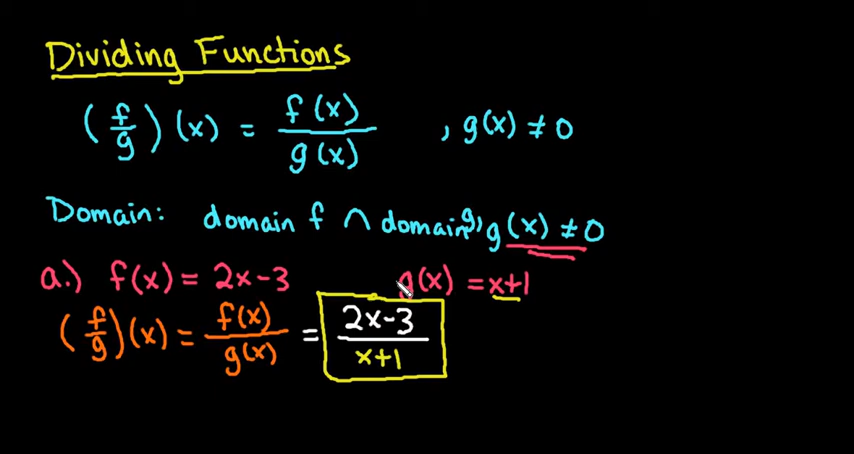 Dividing Functions
(f/g)(x) = f(x)/g(x) , g(x) ≠ 0
Domain: domain f ∩ domain g, g(x) ≠ 0
a.) f(x) = 2x-3 g(x) = x+1
(f/g)(x) = f(x)/g(x) = 2x-3/x+1